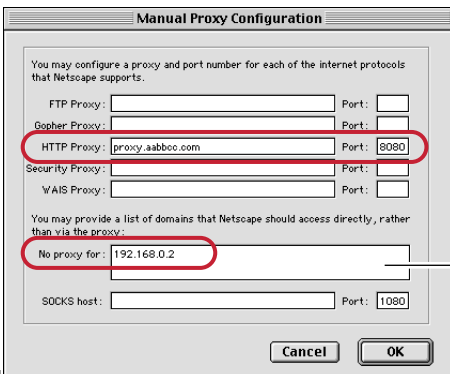 Manual Proxy Configuration
You may configure a proxy and port number for each of the internet protocols
that Netscape supports.
FTP Proxy: Port:
Gopher Proxy: Port:
HTTP Proxy: proxy.aabbcc.com Port: 8080
Security Proxy: Port:
WAIS Proxy: Port:
You may provide a list of domains that Netscape should access directly, rather
than via the proxy:
No proxy for: 192.168.0.2
SOCKS host: Port: 1080
Cancel OK